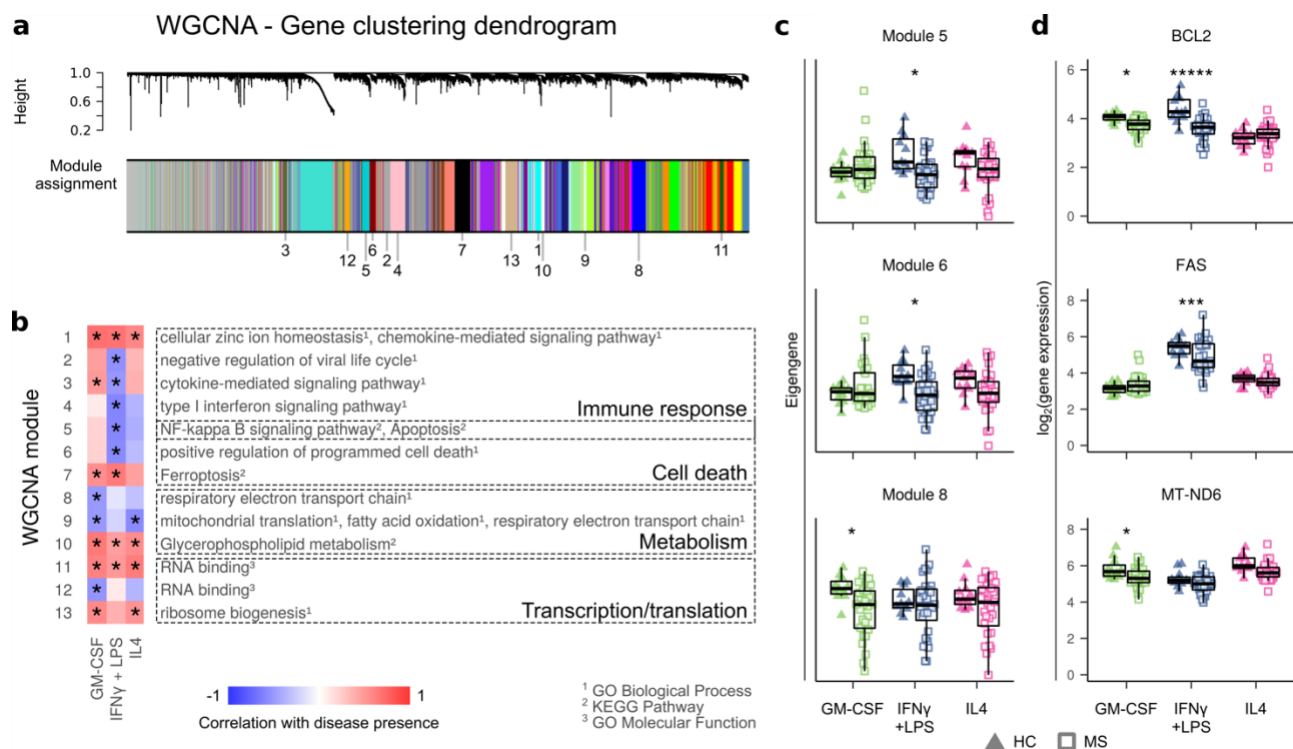 a
WGCNA - Gene clustering dendrogram
Height
1.0
0.8
0.6
0.4
0.2
Module
assignment
3
12
5
6
2
4
7
13
1
10
9
8
11
b
WGCNA module
1 * * * cellular zinc ion homeostasis¹, chemokine-mediated signaling pathway¹
2 * negative regulation of viral life cycle¹
3 * * cytokine-mediated signaling pathway¹
4 * type I interferon signaling pathway¹ Immune response
5 * NF-kappa B signaling pathway², Apoptosis²
6 * positive regulation of programmed cell death¹
7 * * Ferroptosis² Cell death
8 * respiratory electron transport chain¹
9 * * mitochondrial translation¹, fatty acid oxidation¹, respiratory electron transport chain¹
10 * * * Glycerophospholipid metabolism² Metabolism
11 * * * RNA binding³
12 * RNA binding³
13 * * ribosome biogenesis¹ Transcription/translation
GM-CSF
IFNγ + LPS
IL4
-1 1
Correlation with disease presence
¹ GO Biological Process
² KEGG Pathway
³ GO Molecular Function
c
Eigengene
Module 5
*
Module 6
*
Module 8
*
GM-CSF
IFNγ
+LPS
IL4
d
log₂(gene expression)
BCL2
* *****
6
4
2
0
FAS
***
8
6
4
2
0
MT-ND6
*
8
6
4
2
0
GM-CSF
IFNγ
+LPS
IL4
HC MS